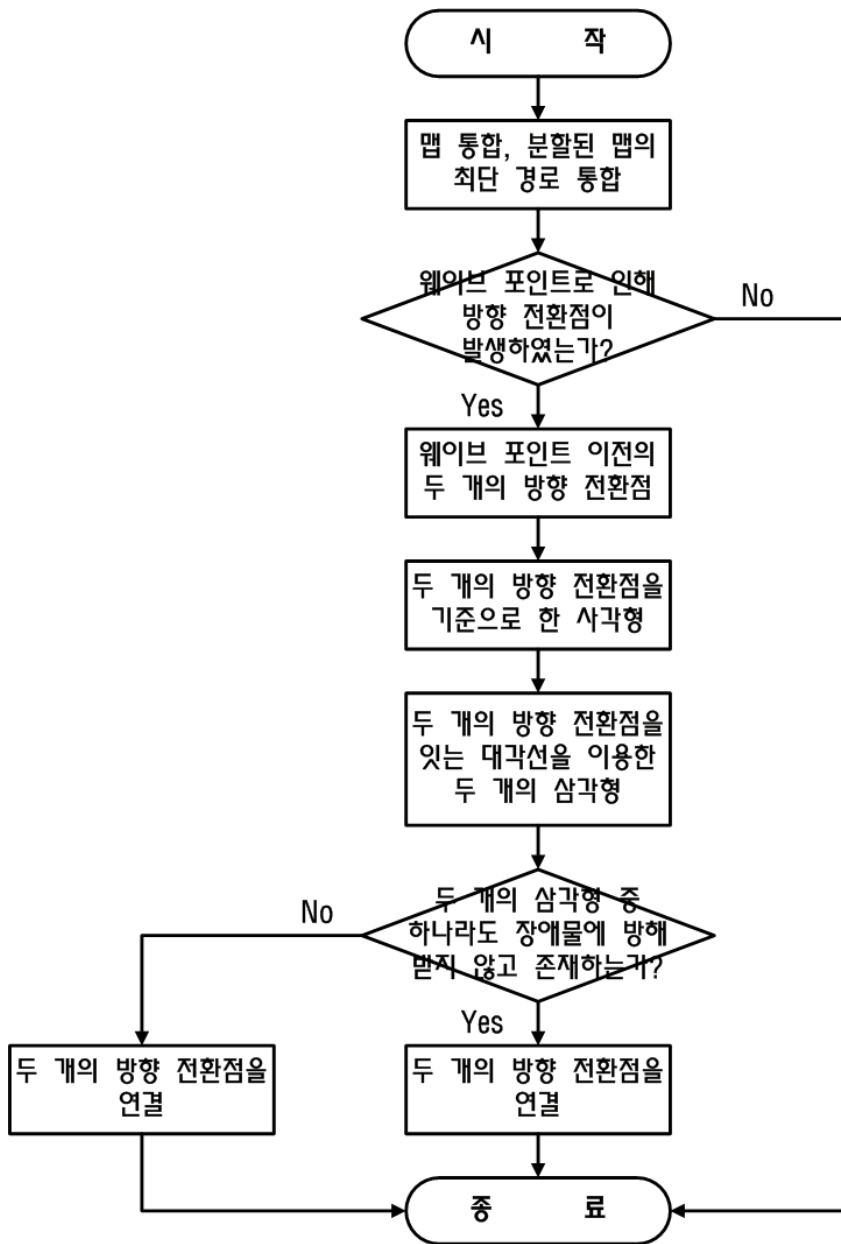 시 작
맵 통합, 분할된 맵의
최단 경로 통합
웨이브 포인트로 인해
방향 전환점이
발생하였는가?
No
Yes
웨이브 포인트 이전의
두 개의 방향 전환점
두 개의 방향 전환점을
기준으로 한 사각형
두 개의 방향 전환점을
잇는 대각선을 이용한
두 개의 삼각형
두 개의 삼각형 중
하나라도 장애물에 방해
받지 않고 존재하는가?
No
Yes
두 개의 방향 전환점을
연결
두 개의 방향 전환점을
연결
종 료